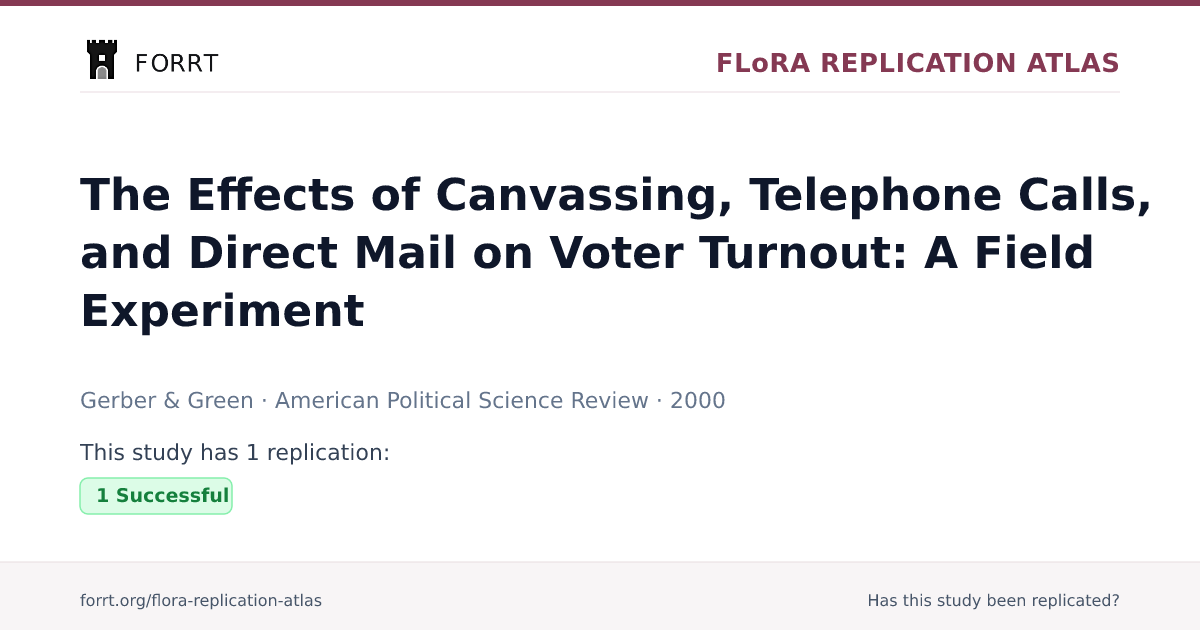 FORRT
FLoRA REPLICATION ATLAS
The Effects of Canvassing, Telephone Calls,
and Direct Mail on Voter Turnout: A Field
Experiment
Gerber & Green · American Political Science Review · 2000
This study has 1 replication:
1 Successful
forrt.org/flora-replication-atlas
Has this study been replicated?